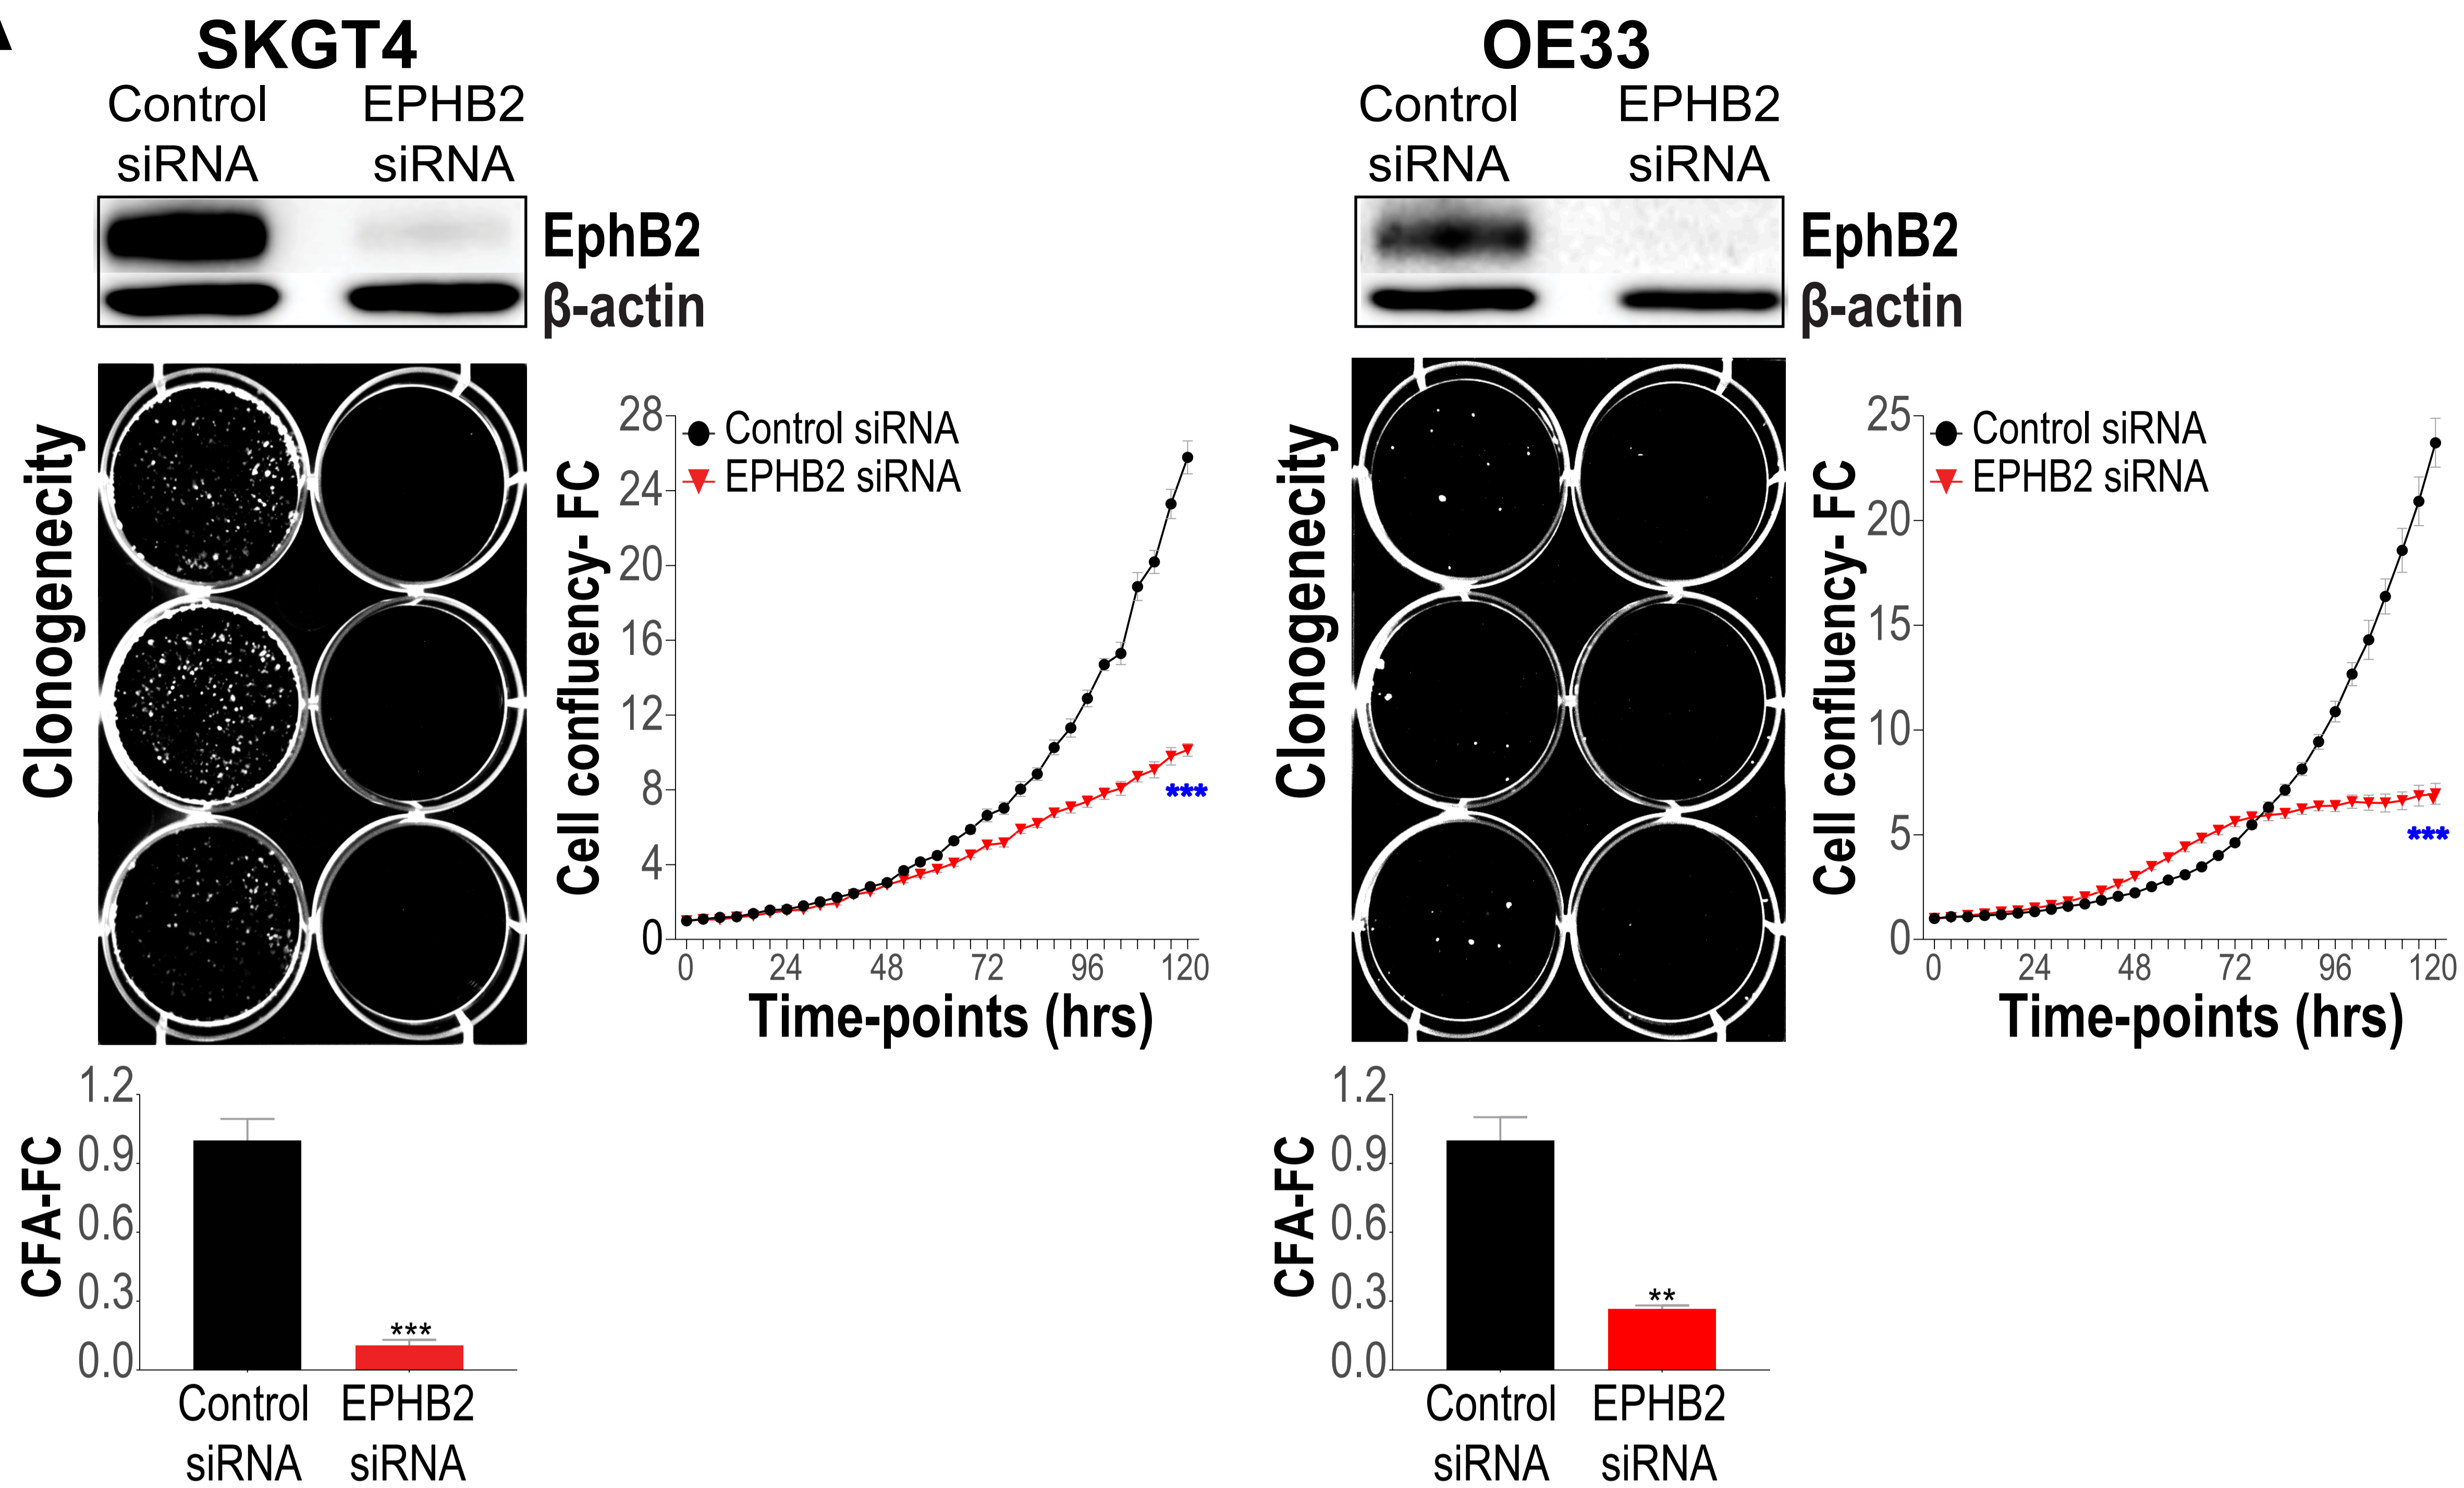 A
SKGT4
Control siRNA
EPHB2 siRNA
EphB2
β-actin
Clonogenecity
Cell confluency- FC
28
24
20
16
12
8
4
0
Control siRNA
EPHB2 siRNA
***
0 24 48 72 96 120
Time-points (hrs)
CFA-FC
1.2
0.9
0.6
0.3
0.0
***
Control siRNA
EPHB2 siRNA
OE33
Control siRNA
EPHB2 siRNA
EphB2
β-actin
Clonogenecity
Cell confluency- FC
25
20
15
10
5
0
Control siRNA
EPHB2 siRNA
***
0 24 48 72 96 120
Time-points (hrs)
CFA-FC
1.2
0.9
0.6
0.3
0.0
**
Control siRNA
EPHB2 siRNA